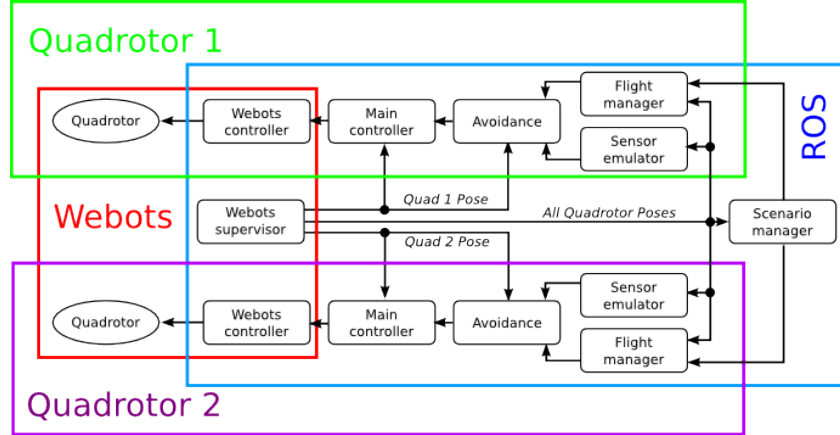 Quadrotor 1
ROS
Flight
manager
Quadrotor
Webots
controller
Main
controller
Avoidance
Sensor
emulator
Webots
Webots
supervisor
Quad 1 Pose
All Quadrotor Poses
Quad 2 Pose
Scenario
manager
Sensor
emulator
Quadrotor
Webots
controller
Main
controller
Avoidance
Flight
manager
Quadrotor 2